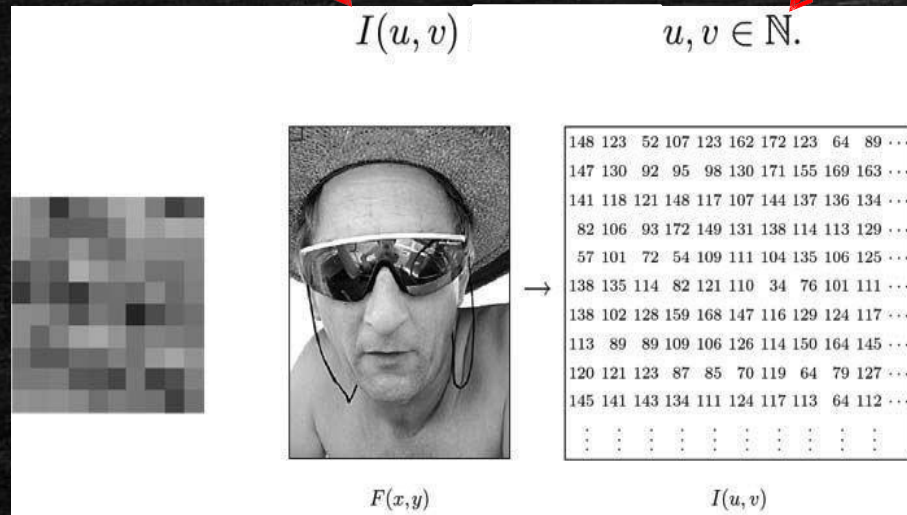 I(u, v) u, v ∈ ℕ.
148 123 52 107 123 162 172 123 64 89 ···
147 130 92 95 98 130 171 155 169 163 ···
141 118 121 148 117 107 144 137 136 134 ···
82 106 93 172 149 131 138 114 113 129 ···
57 101 72 54 109 111 104 135 106 125 ···
138 135 114 82 121 110 34 76 101 111 ···
138 102 128 159 168 147 116 129 124 117 ···
113 89 89 109 106 126 114 150 164 145 ···
120 121 123 87 85 70 119 64 79 127 ···
145 141 143 134 111 124 117 113 64 112 ···
⋮ ⋮ ⋮ ⋮ ⋮ ⋮ ⋮ ⋮ ⋮ ⋮
→
F(x, y) I(u, v)